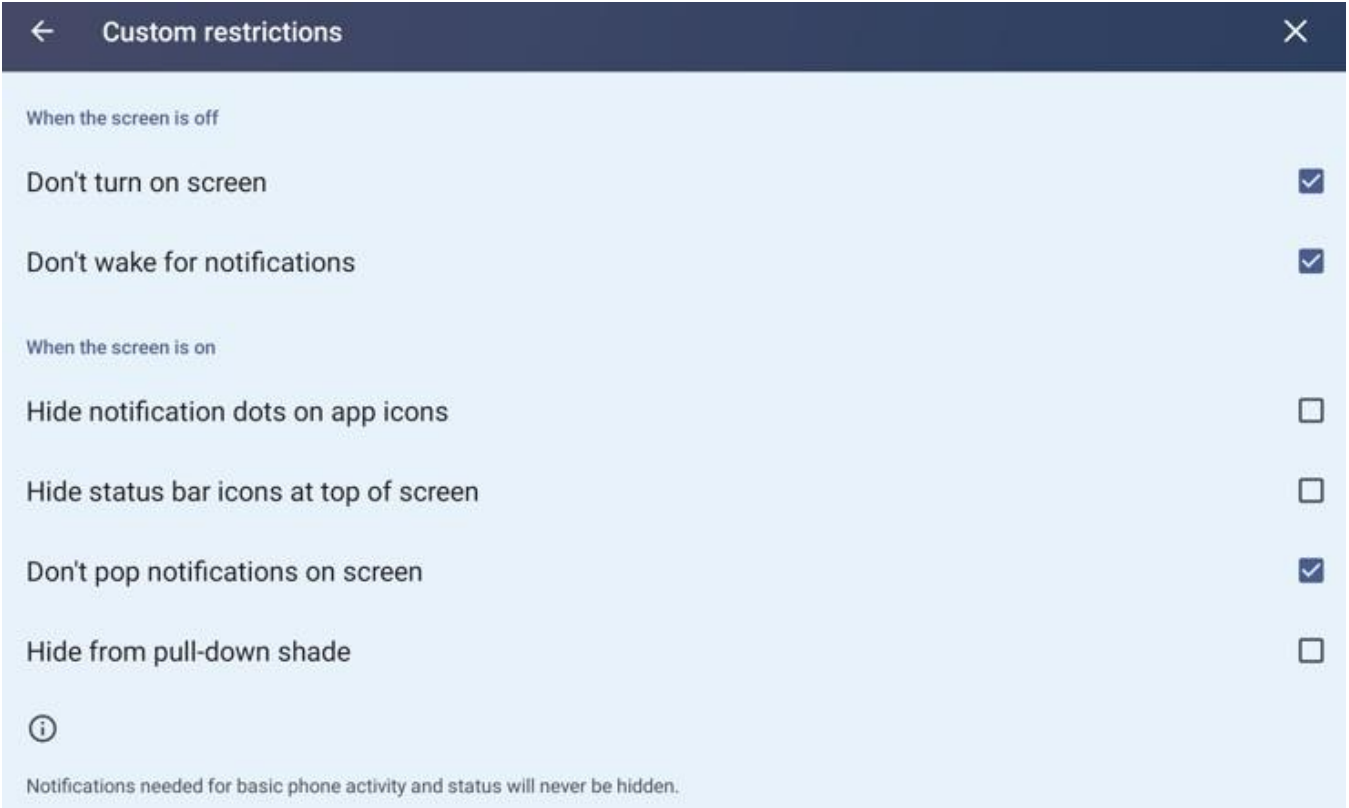 Custom restrictions
When the screen is off
Don't turn on screen
Don't wake for notifications
When the screen is on
Hide notification dots on app icons
Hide status bar icons at top of screen
Don't pop notifications on screen
Hide from pull-down shade
Notifications needed for basic phone activity and status will never be hidden.